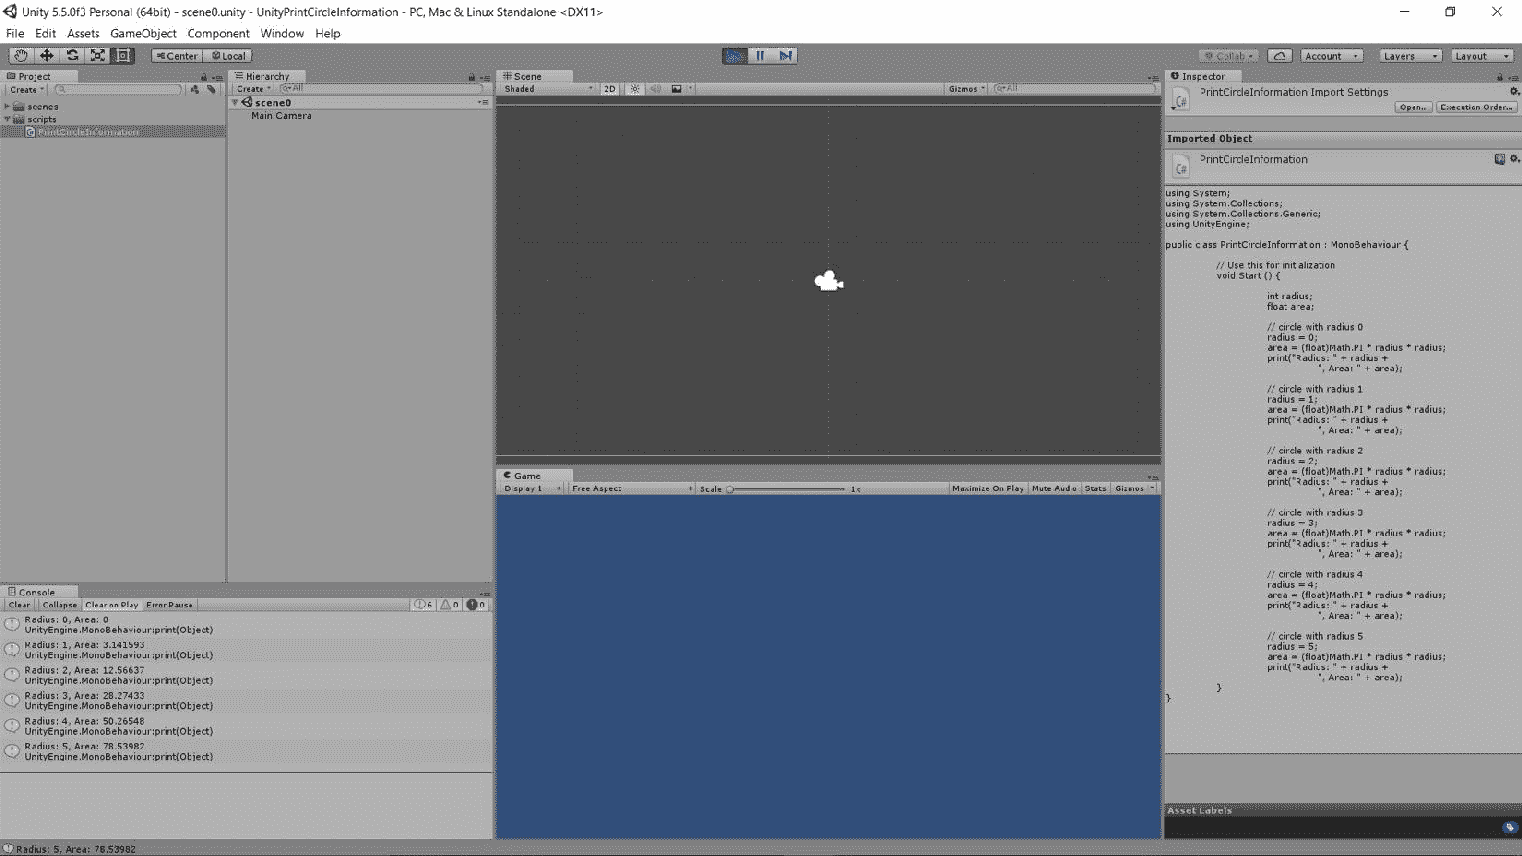 Unity 5.5.0f3 Personal (64bit) - scene0.unity - UnityPrintCircleInformation - PC, Mac & Linux Standalone <DX11>
File Edit Assets GameObject Component Window Help
Center Local Collab Account Layers Layout
Project
Create
scenes
scripts
PrintCircleInformation
Hierarchy
Create All
scene0
Main Camera
Scene
Shaded 2D Gizmos All
Game
Display 1 Free Aspect Scale 1x Maximize On Play Mute Audio Stats Gizmos
Console
Clear Collapse Clear on Play Error Pause 6 0 0
Radius: 0, Area: 0
UnityEngine.MonoBehaviour:print(Object)
Radius: 1, Area: 3.141593
UnityEngine.MonoBehaviour:print(Object)
Radius: 2, Area: 12.56637
UnityEngine.MonoBehaviour:print(Object)
Radius: 3, Area: 28.27433
UnityEngine.MonoBehaviour:print(Object)
Radius: 4, Area: 50.26548
UnityEngine.MonoBehaviour:print(Object)
Radius: 5, Area: 78.53982
UnityEngine.MonoBehaviour:print(Object)
Radius: 5, Area: 78.53982
Inspector
PrintCircleInformation Import Settings
Open... Execution Order...
Imported Object
PrintCircleInformation
using System;
using System.Collections;
using System.Collections.Generic;
using UnityEngine;
public class PrintCircleInformation : MonoBehaviour {
// Use this for initialization
void Start () {
int radius;
float area;
// circle with radius 0
radius = 0;
area = (float)Math.PI * radius * radius;
print("Radius: " + radius +
", Area: " + area);
// circle with radius 1
radius = 1;
area = (float)Math.PI * radius * radius;
print("Radius: " + radius +
", Area: " + area);
// circle with radius 2
radius = 2;
area = (float)Math.PI * radius * radius;
print("Radius: " + radius +
", Area: " + area);
// circle with radius 3
radius = 3;
area = (float)Math.PI * radius * radius;
print("Radius: " + radius +
", Area: " + area);
// circle with radius 4
radius = 4;
area = (float)Math.PI * radius * radius;
print("Radius: " + radius +
", Area: " + area);
// circle with radius 5
radius = 5;
area = (float)Math.PI * radius * radius;
print("Radius: " + radius +
", Area: " + area);
}
}
Asset Labels